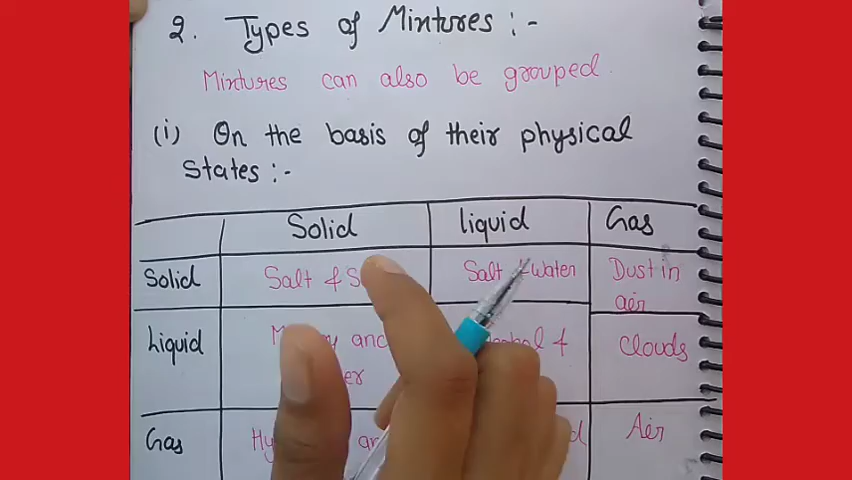 2. Types of Mixtures :-
Mixtures can also be grouped
(i) On the basis of their physical
States :-
Solid liquid Gas
Solid Salt & Salt & Water Dust in
air
Liquid and & Clouds
Gas Air